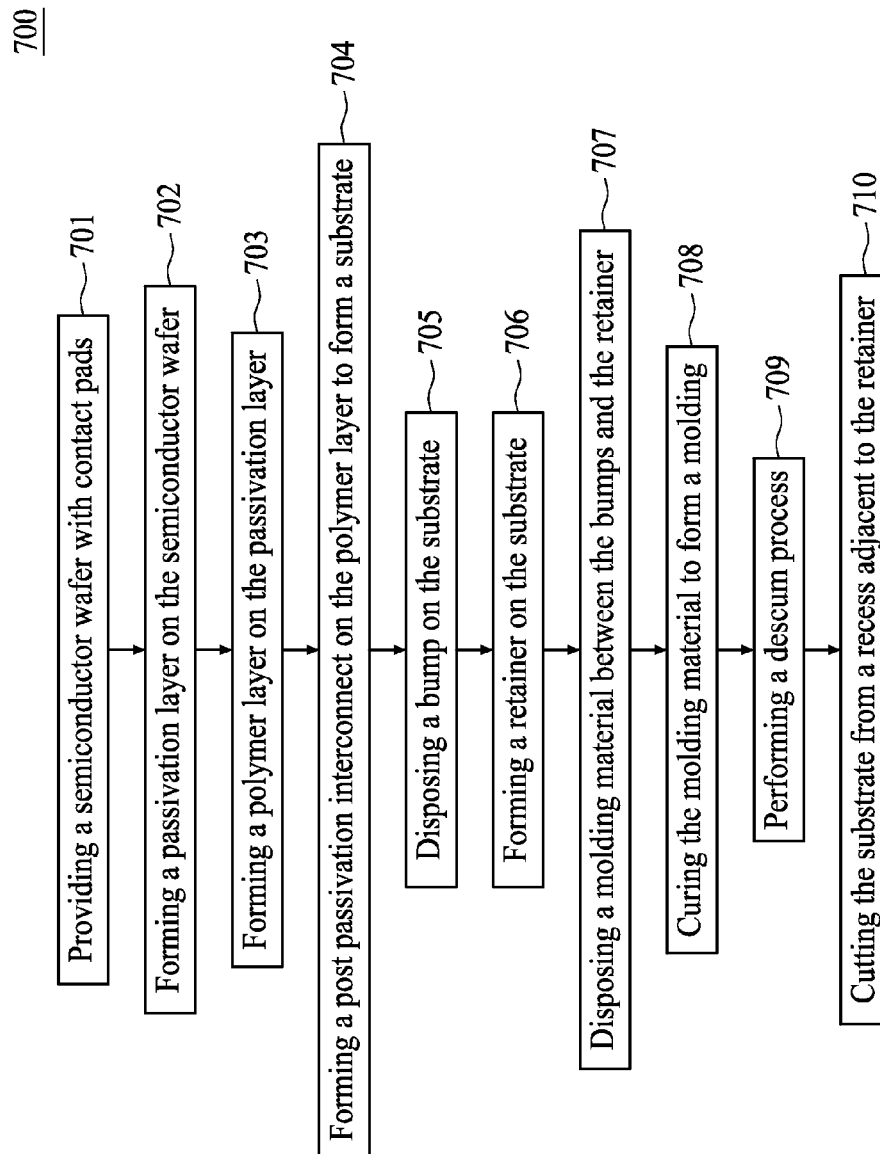 700
Providing a semiconductor wafer with contact pads
701
Forming a passivation layer on the semiconductor wafer
702
Forming a polymer layer on the passivation layer
703
Forming a post passivation interconnect on the polymer layer to form a substrate
704
Disposing a bump on the substrate
705
Forming a retainer on the substrate
706
Disposing a molding material between the bumps and the retainer
707
Curing the molding material to form a molding
708
Performing a descum process
709
Cutting the substrate from a recess adjacent to the retainer
710